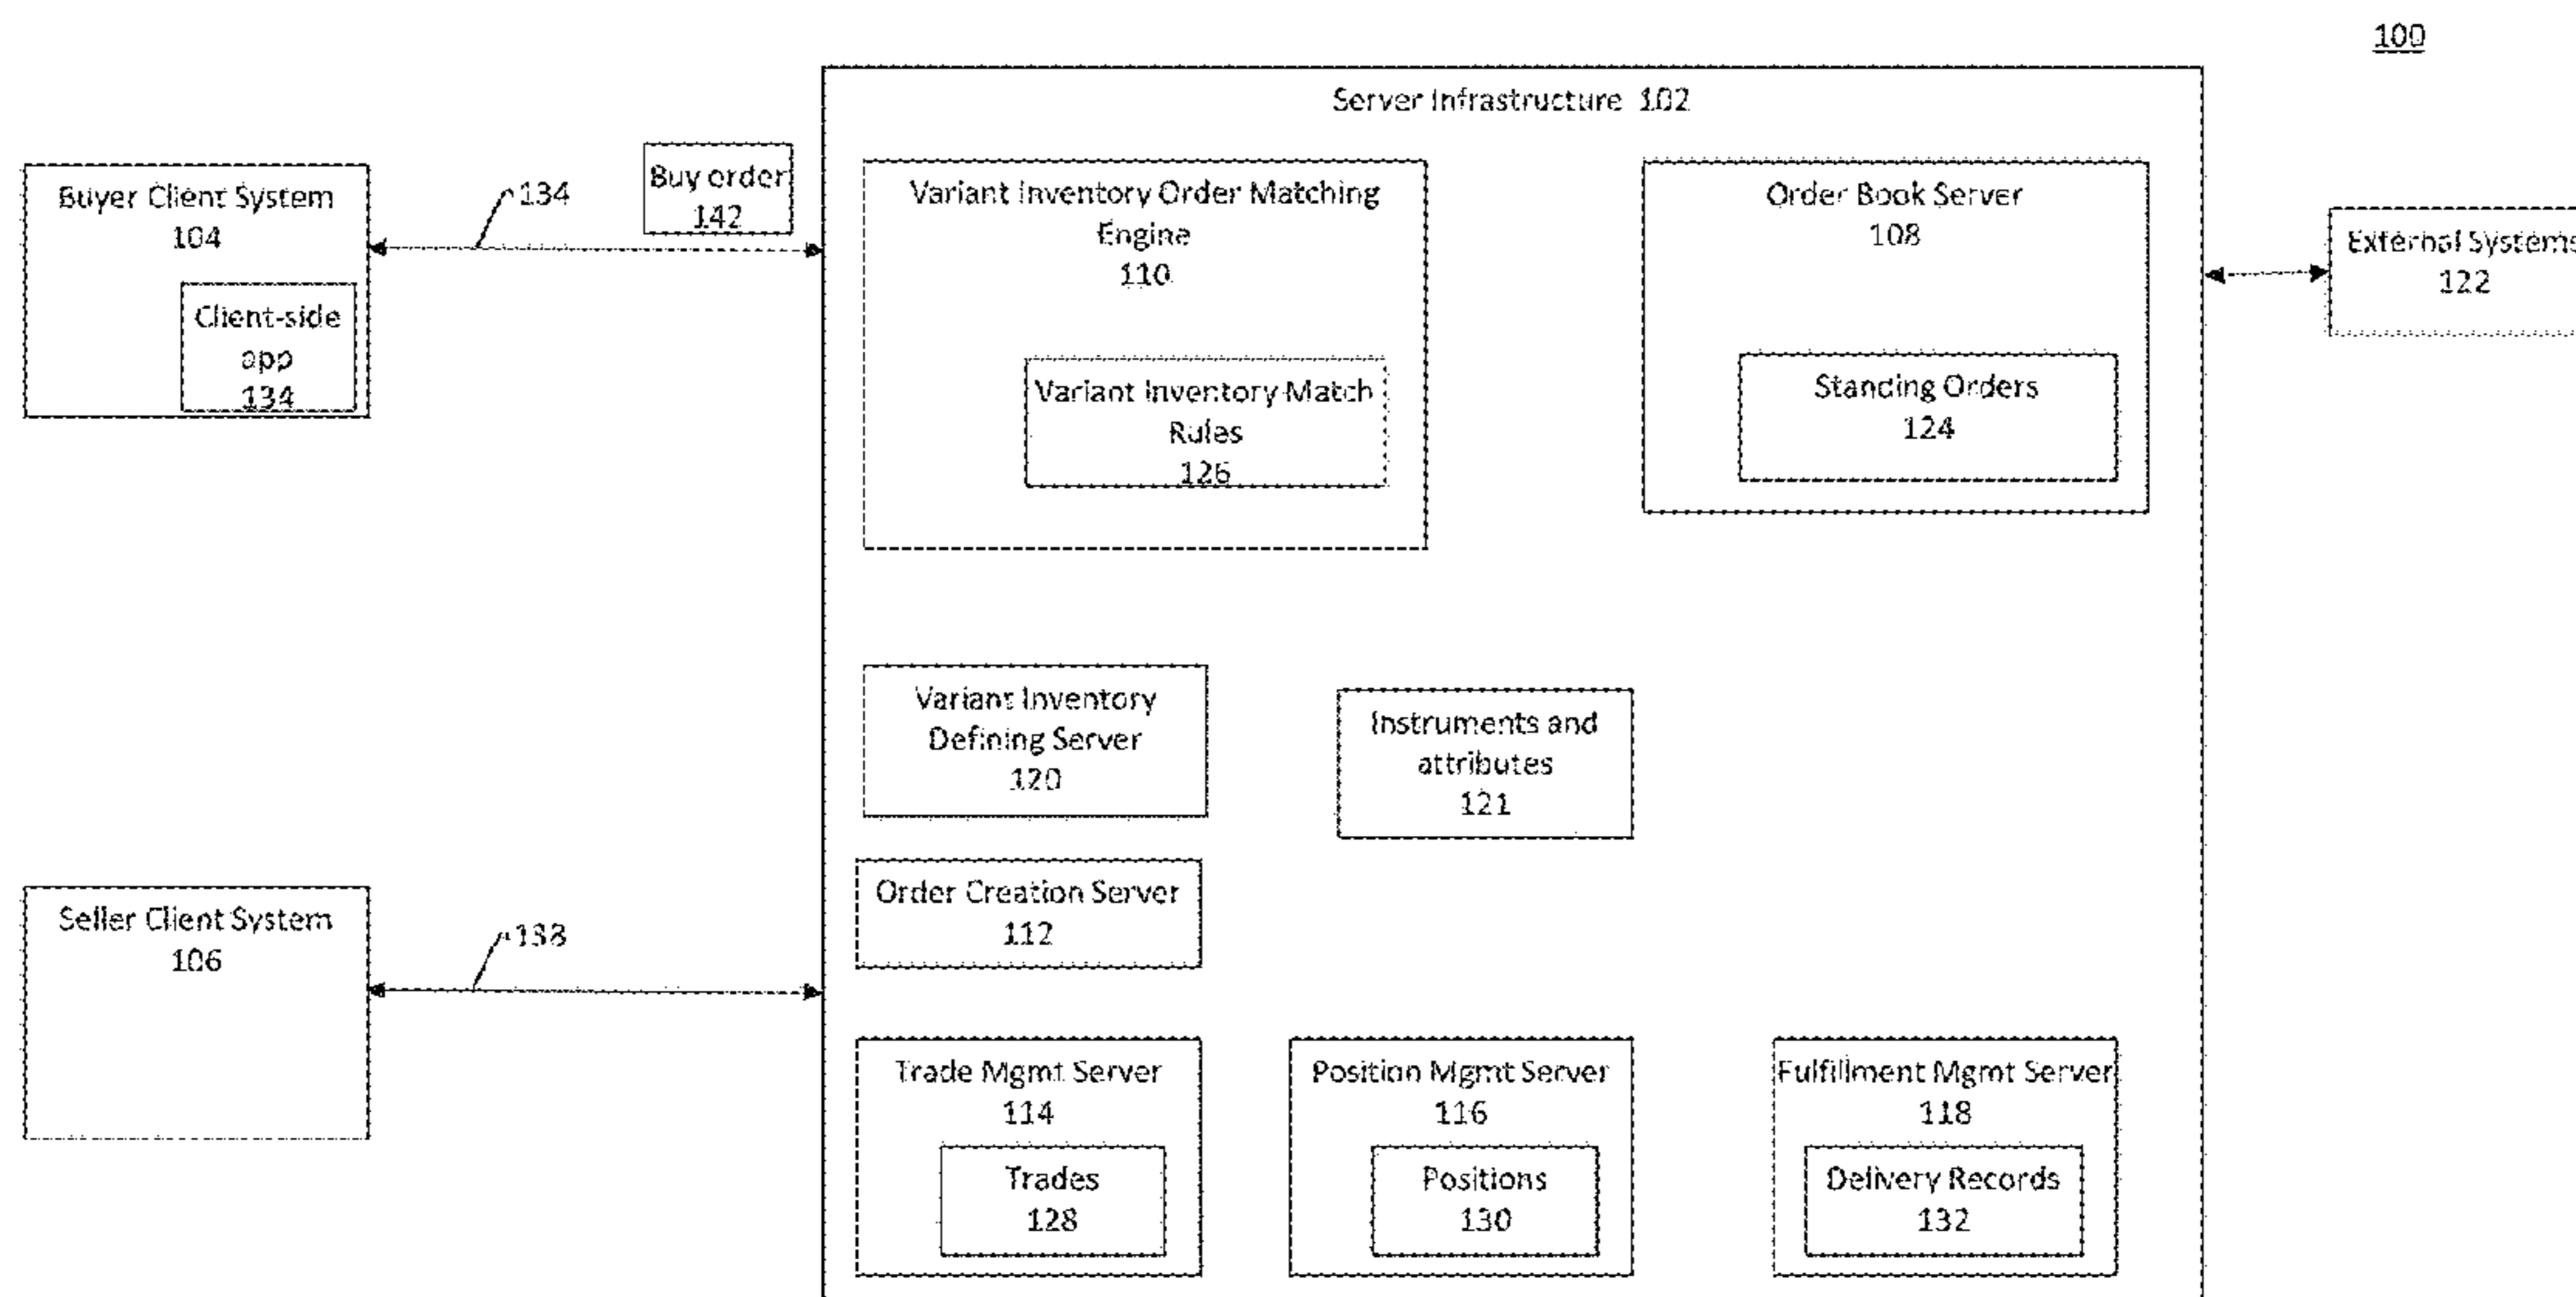 100
Server Infrastructure 102
Buyer Client System
104
Client-side
app
134
134
Buy order
142
Variant Inventory Order Matching
Engine
110
Variant Inventory Match
Rules
126
Order Book Server
108
Standing Orders
124
External Systems
122
Variant Inventory
Defining Server
120
Instruments and
attributes
121
Order Creation Server
112
Seller Client System
106
138
Trade Mgmt Server
114
Trades
128
Position Mgmt Server
116
Positions
130
Fulfillment Mgmt Server
118
Delivery Records
132